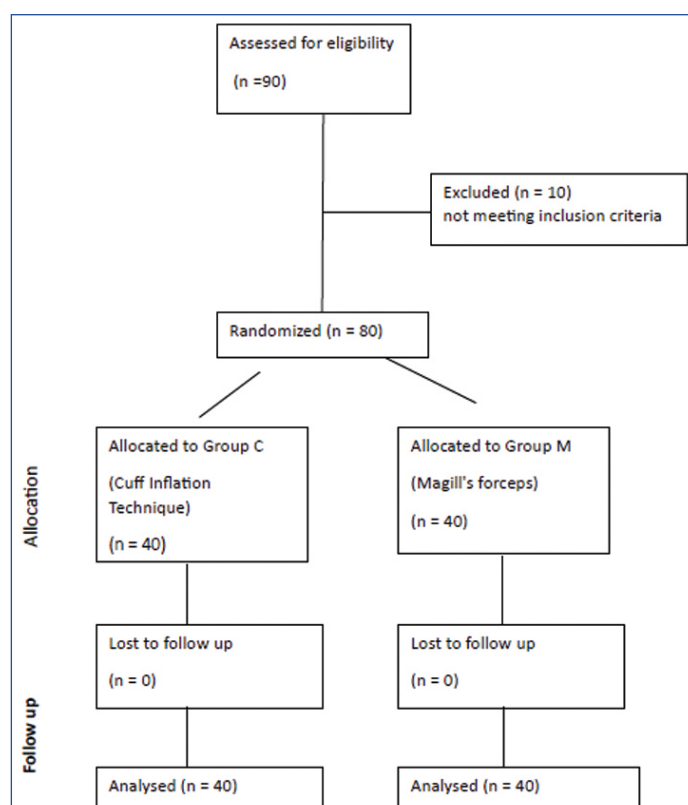 Assessed for eligibility
(n =90)
Excluded (n = 10)
not meeting inclusion criteria
Randomized (n = 80)
Allocation
Allocated to Group C
(Cuff Inflation
Technique)
(n = 40)
Allocated to Group M
(Magill's forceps)
(n = 40)
Follow up
Lost to follow up
(n = 0)
Lost to follow up
(n = 0)
Analysed (n = 40)
Analysed (n = 40)